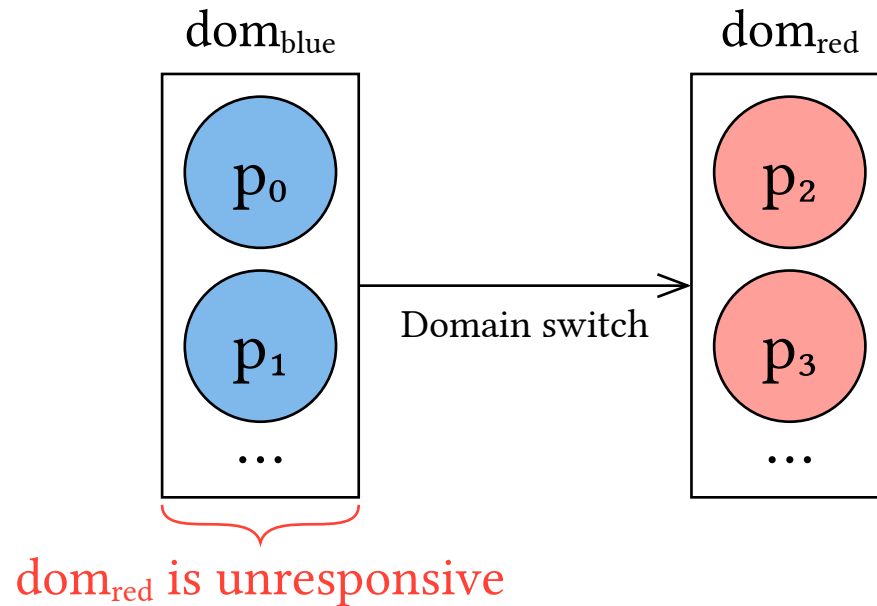 dom_blue
dom_red
p₀
p₂
p₁
p₃
Domain switch
...
...
dom_red is unresponsive